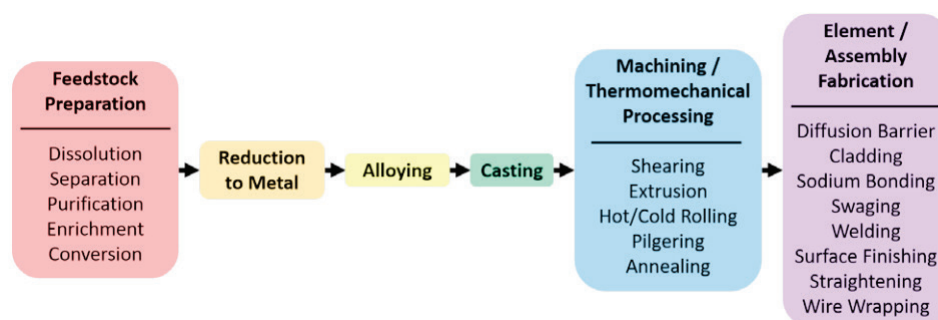 Feedstock
Preparation
Dissolution
Separation
Purification
Enrichment
Conversion
Reduction
to Metal
Alloying
Casting
Machining /
Thermomechanical
Processing
Shearing
Extrusion
Hot/Cold Rolling
Pilgering
Annealing
Element /
Assembly
Fabrication
Diffusion Barrier
Cladding
Sodium Bonding
Swaging
Welding
Surface Finishing
Straightening
Wire Wrapping